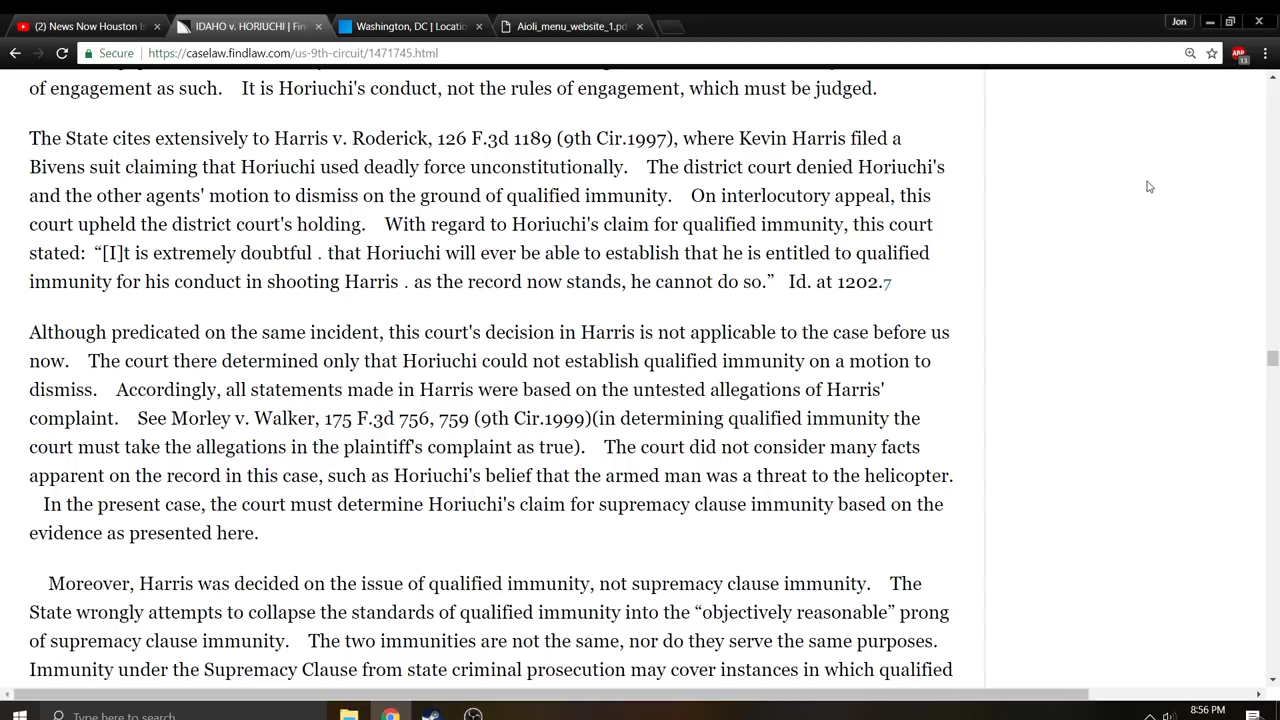 (2) News Now Houston
IDAHO v. HORIUCHI | Fin
Washington, DC | Locatio
Aioli_menu_website_1.pd
Jon
Secure
https://caselaw.findlaw.com/us-9th-circuit/1471745.html
ABP
13
of engagement as such. It is Horiuchi's conduct, not the rules of engagement, which must be judged.
The State cites extensively to Harris v. Roderick, 126 F.3d 1189 (9th Cir.1997), where Kevin Harris filed a
Bivens suit claiming that Horiuchi used deadly force unconstitutionally. The district court denied Horiuchi's
and the other agents' motion to dismiss on the ground of qualified immunity. On interlocutory appeal, this
court upheld the district court's holding. With regard to Horiuchi's claim for qualified immunity, this court
stated: “[I]t is extremely doubtful . that Horiuchi will ever be able to establish that he is entitled to qualified
immunity for his conduct in shooting Harris . as the record now stands, he cannot do so.” Id. at 1202.7
Although predicated on the same incident, this court's decision in Harris is not applicable to the case before us
now. The court there determined only that Horiuchi could not establish qualified immunity on a motion to
dismiss. Accordingly, all statements made in Harris were based on the untested allegations of Harris'
complaint. See Morley v. Walker, 175 F.3d 756, 759 (9th Cir.1999)(in determining qualified immunity the
court must take the allegations in the plaintiff's complaint as true). The court did not consider many facts
apparent on the record in this case, such as Horiuchi's belief that the armed man was a threat to the helicopter.
In the present case, the court must determine Horiuchi's claim for supremacy clause immunity based on the
evidence as presented here.
Moreover, Harris was decided on the issue of qualified immunity, not supremacy clause immunity. The
State wrongly attempts to collapse the standards of qualified immunity into the “objectively reasonable” prong
of supremacy clause immunity. The two immunities are not the same, nor do they serve the same purposes.
Immunity under the Supremacy Clause from state criminal prosecution may cover instances in which qualified
Type here to search
8:56 PM